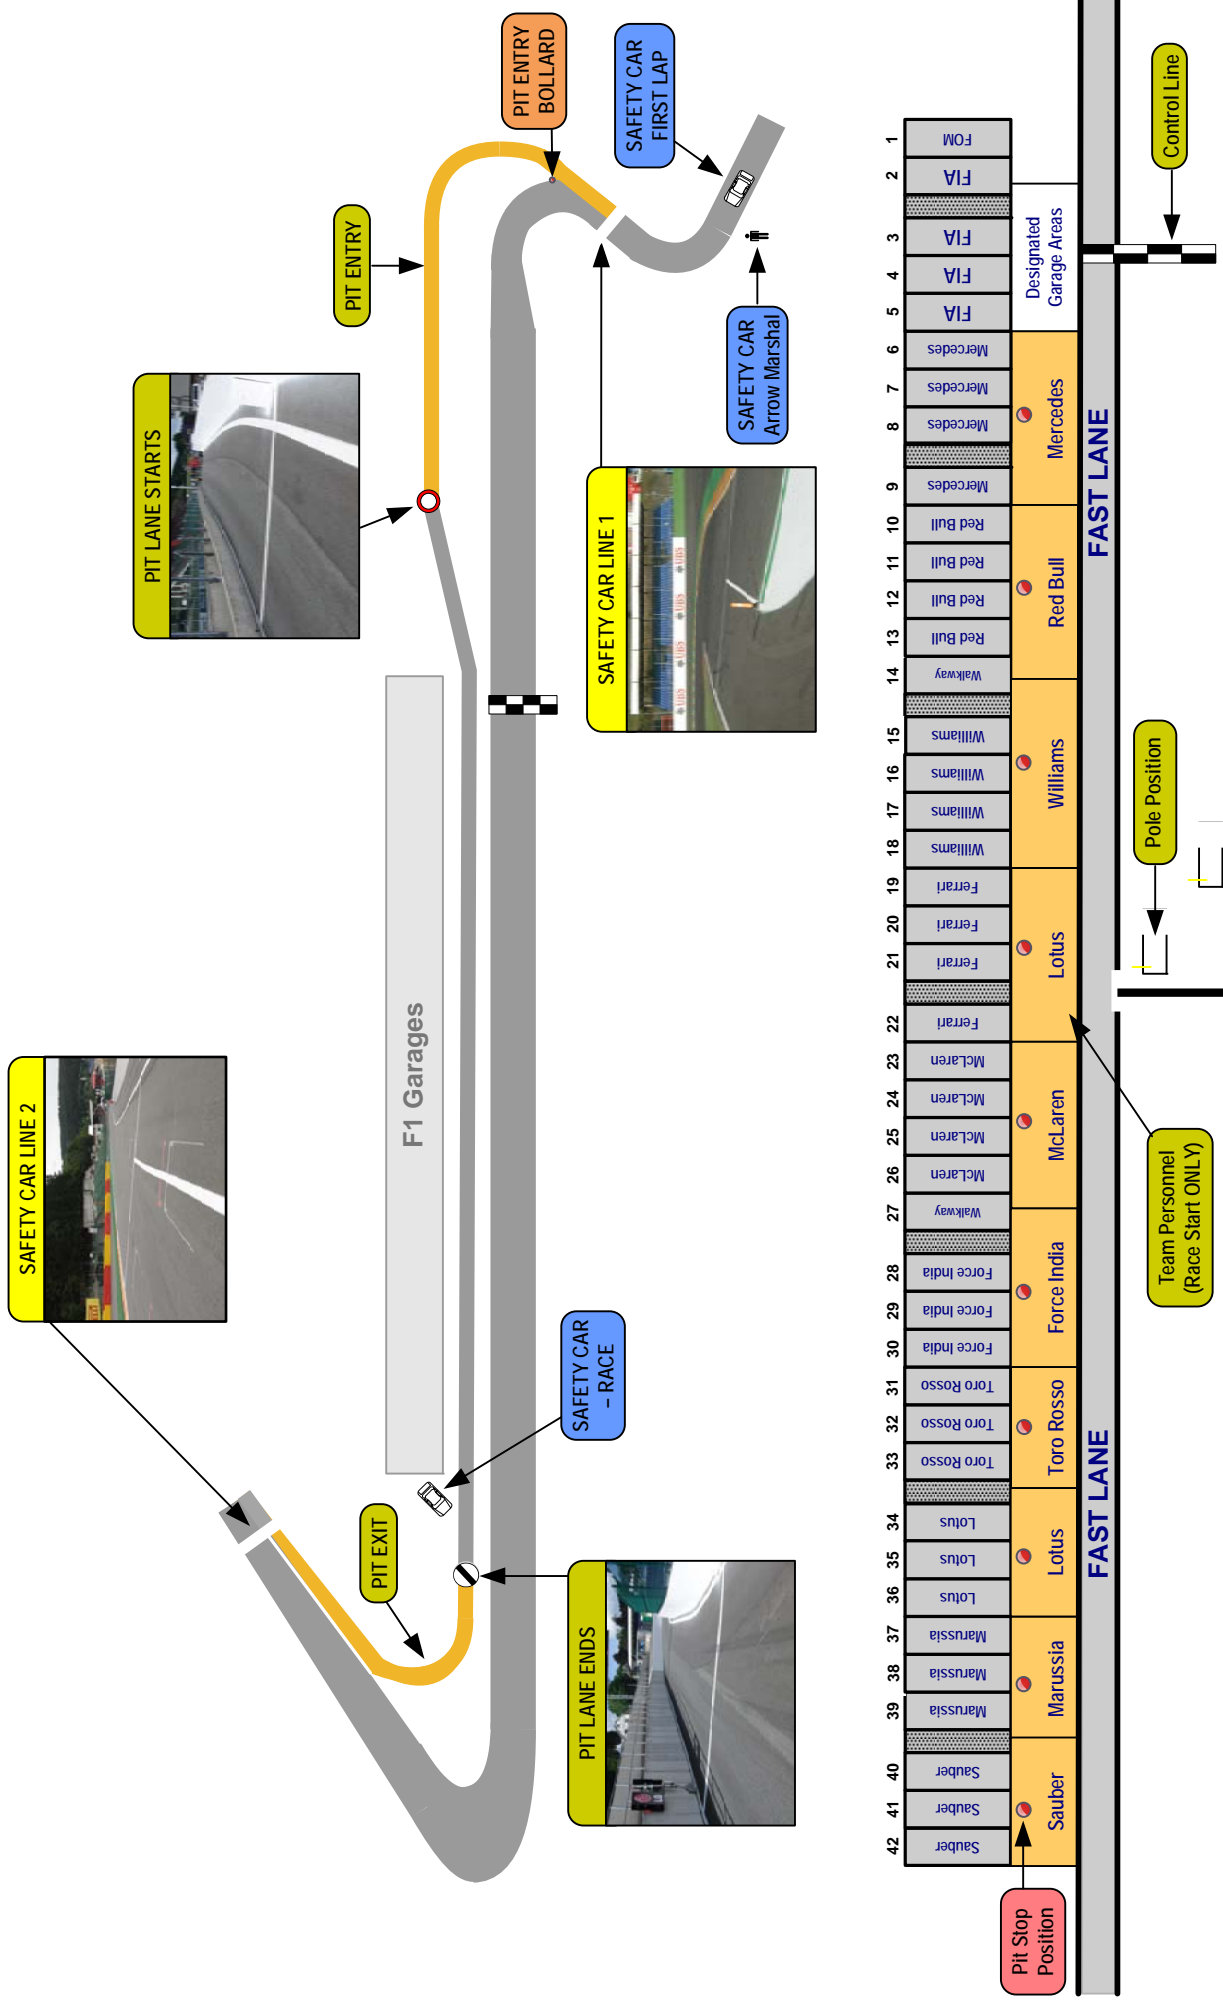 SAFETY CAR LINE 2
PIT LANE STARTS
PIT ENTRY
PIT ENTRY
BOLLARD
SAFETY CAR
FIRST LAP
SAFETY CAR
Arrow Marshal
SAFETY CAR LINE 1
UBS
UBS
UBS
F1 Garages
SAFETY CAR
– RACE
PIT EXIT
PIT LANE ENDS
42
41
40
39
38
37
36
35
34
33
32
31
30
29
28
27
26
25
24
23
22
21
20
19
18
17
16
15
14
13
12
11
10
9
8
7
6
5
4
3
2
1
Sauber
Sauber
Sauber
Marussia
Marussia
Marussia
Lotus
Lotus
Lotus
Toro Rosso
Toro Rosso
Toro Rosso
Force India
Force India
Force India
Walkway
McLaren
McLaren
McLaren
McLaren
Ferrari
Ferrari
Ferrari
Ferrari
Williams
Williams
Williams
Williams
Walkway
Red Bull
Red Bull
Red Bull
Red Bull
Mercedes
Mercedes
Mercedes
Mercedes
FIA
FIA
FIA
FIA
FOM
Pit Stop
Position
Sauber
Marussia
Lotus
Toro Rosso
Force India
McLaren
Lotus
Williams
Red Bull
Mercedes
Designated
Garage Areas
FAST LANE
FAST LANE
Team Personnel
(Race Start ONLY)
Pole Position
Control Line